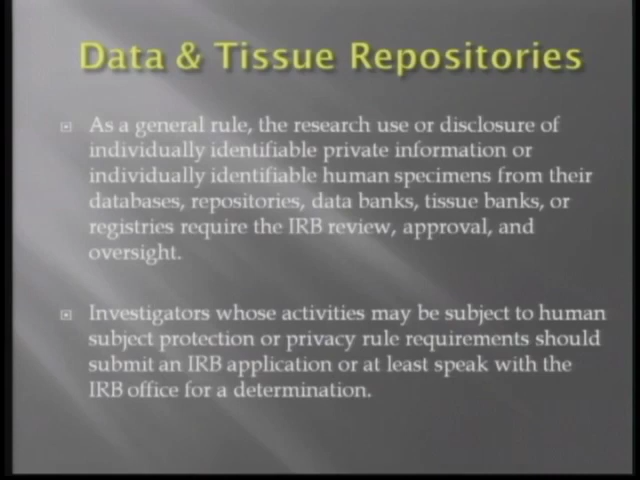 Data & Tissue Repositories
As a general rule, the research use or disclosure of
individually identifiable private information or
individually identifiable human specimens from their
databases, repositories, data banks, tissue banks, or
registries require the IRB review, approval, and
oversight.
Investigators whose activities may be subject to human
subject protection or privacy rule requirements should
submit an IRB application or at least speak with the
IRB office for a determination.